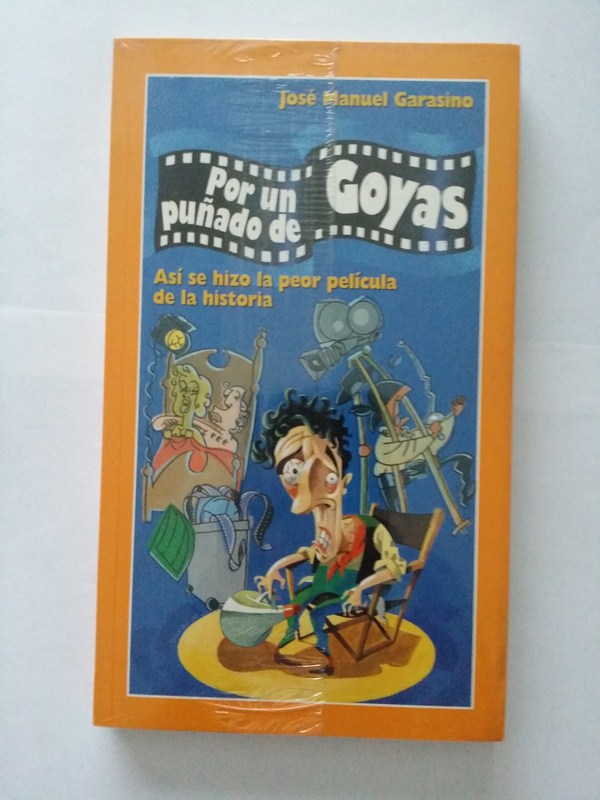 José Manuel Garasino
Por un
puñado de
Goyas
Así se hizo la peor película
de la historia